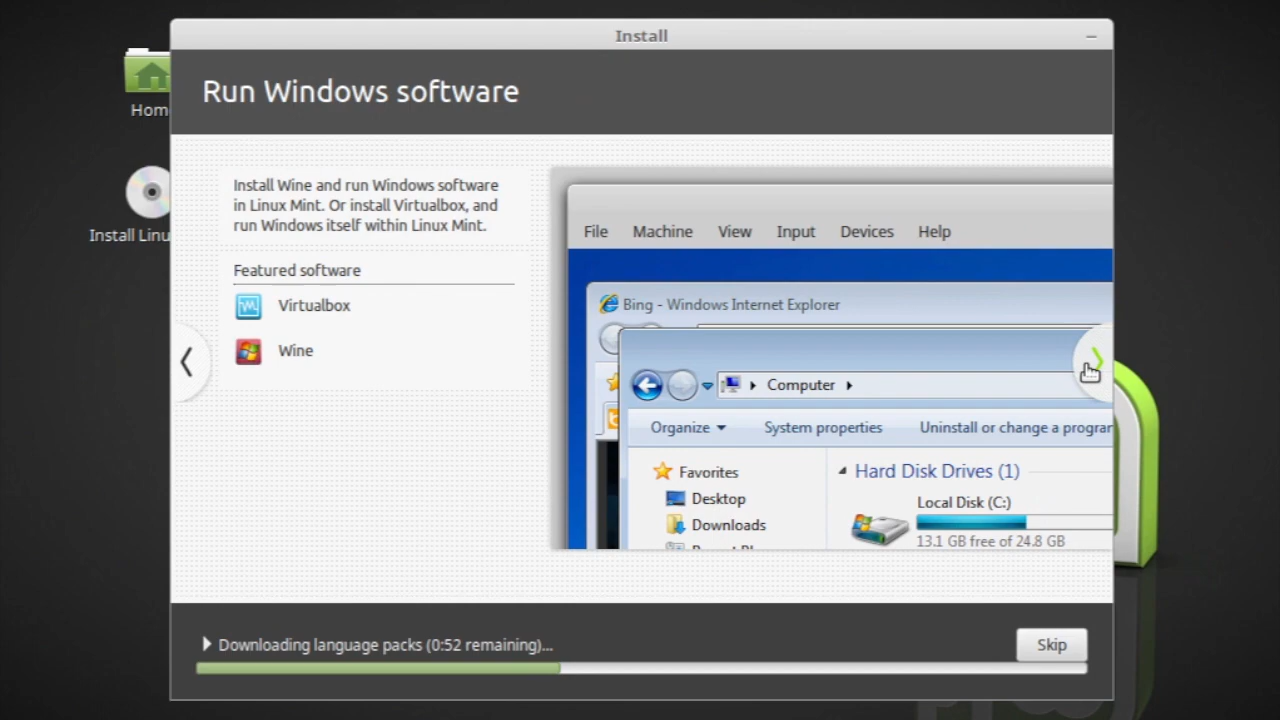 Install
Run Windows software
Home
Install Wine and run Windows software
in Linux Mint. Or install Virtualbox, and
run Windows itself within Linux Mint.
Install Linu
Featured software
Virtualbox
Wine
File Machine View Input Devices Help
Bing - Windows Internet Explorer
Computer
Organize System properties Uninstall or change a progra
Favorites
Desktop
Downloads
Hard Disk Drives (1)
Local Disk (C:)
13.1 GB free of 24.8 GB
Downloading language packs (0:52 remaining)...
Skip